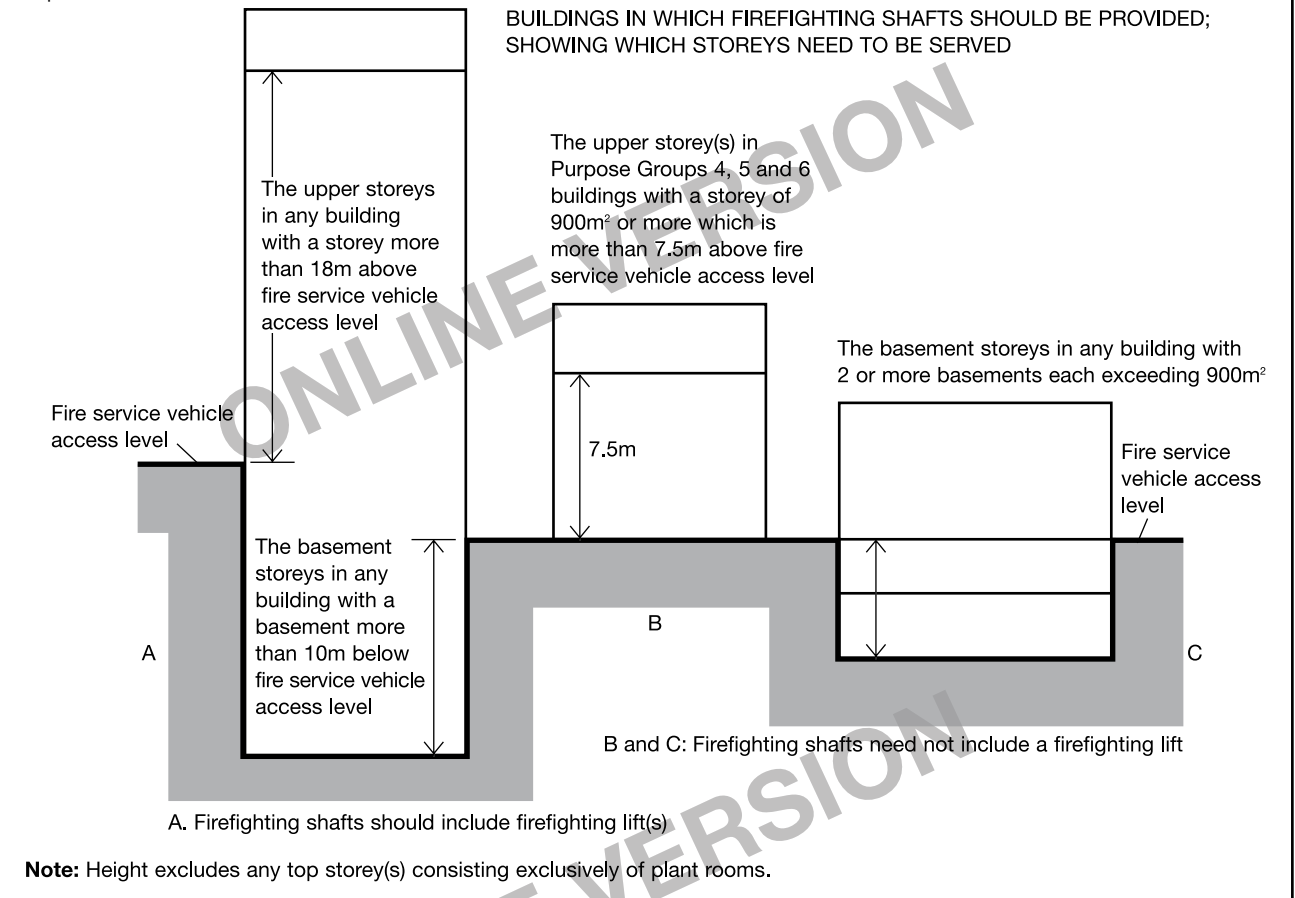 BUILDINGS IN WHICH FIREFIGHTING SHAFTS SHOULD BE PROVIDED;
SHOWING WHICH STOREYS NEED TO BE SERVED
The upper storeys
in any building
with a storey more
than 18m above
fire service vehicle
access level
The upper storey(s) in
Purpose Groups 4, 5 and 6
buildings with a storey of
900m² or more which is
more than 7.5m above fire
service vehicle access level
The basement storeys in any building with
2 or more basements each exceeding 900m²
Fire service vehicle
access level
7.5m
Fire service
vehicle access
level
The basement
storeys in any
building with a
basement more
than 10m below
fire service vehicle
access level
A
B
C
B and C: Firefighting shafts need not include a firefighting lift
A. Firefighting shafts should include firefighting lift(s)
Note: Height excludes any top storey(s) consisting exclusively of plant rooms.
ONLINE VERSION
VERSION